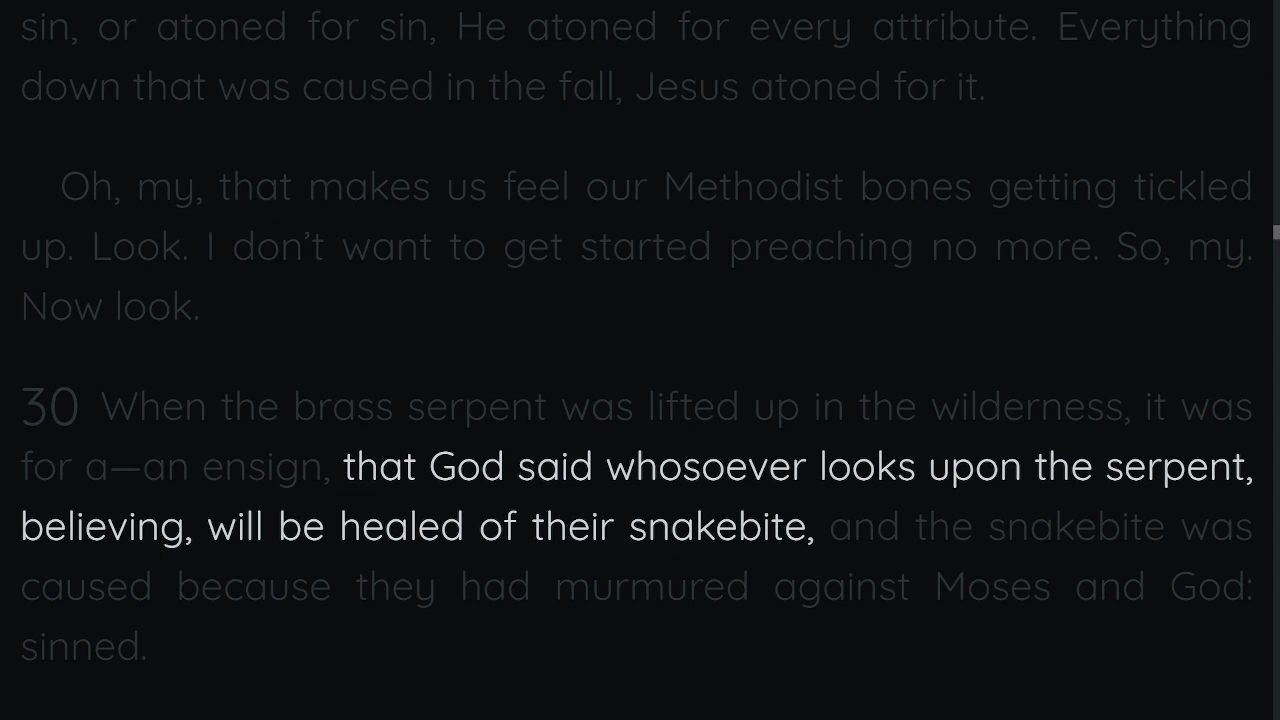 sin, or atoned for sin, He atoned for every attribute. Everything
down that was caused in the fall, Jesus atoned for it.
Oh, my, that makes us feel our Methodist bones getting tickled
up. Look. I don’t want to get started preaching no more. So, my.
Now look.
30 When the brass serpent was lifted up in the wilderness, it was
for a—an ensign, that God said whosoever looks upon the serpent,
believing, will be healed of their snakebite, and the snakebite was
caused because they had murmured against Moses and God:
sinned.